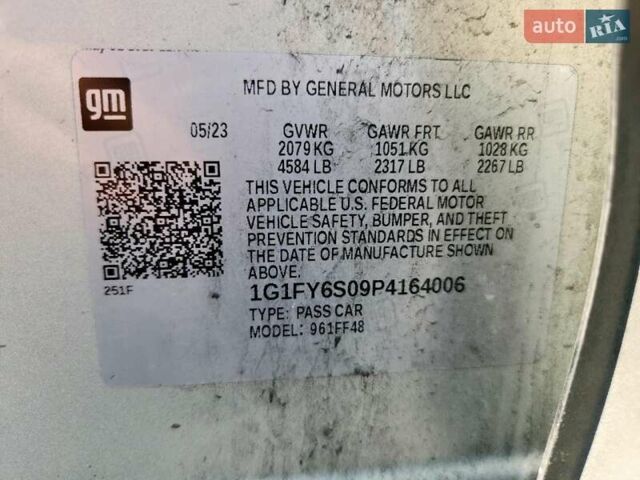 auto RIA .com
gm
MFD BY GENERAL MOTORS LLC
05/23 GVWR GAWR FRT GAWR RR
2079 KG 1051 KG 1028 KG
4584 LB 2317 LB 2267 LB
THIS VEHICLE CONFORMS TO ALL
APPLICABLE U.S. FEDERAL MOTOR
VEHICLE SAFETY, BUMPER, AND THEFT
PREVENTION STANDARDS IN EFFECT ON
THE DATE OF MANUFACTURE SHOWN
ABOVE.
251F 1G1FY6S09P4164006
TYPE: PASS CAR
MODEL: 961FF48